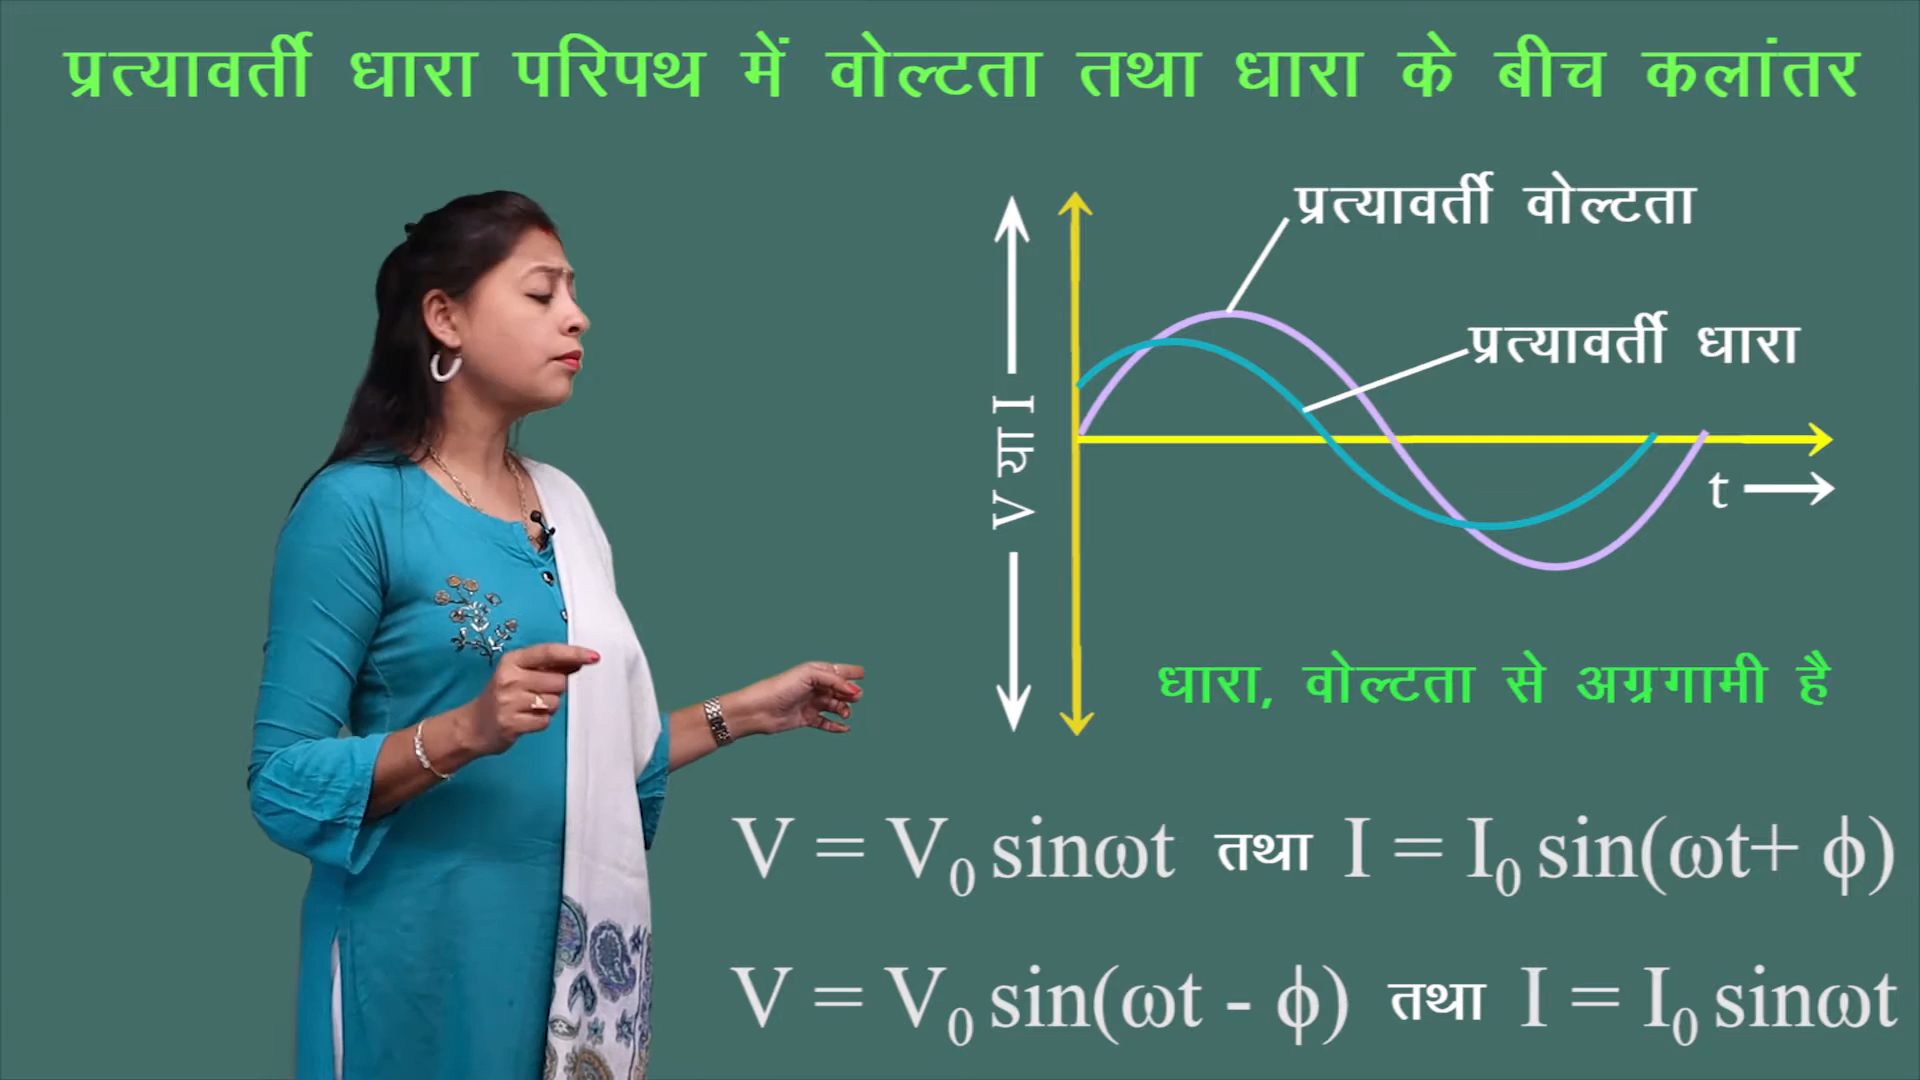 प्रत्यावर्ती धारा परिपथ में वोल्टता तथा धारा के बीच कलांतर
प्रत्यावर्ती वोल्टता
प्रत्यावर्ती धारा
V या I
t
धारा, वोल्टता से अग्रगामी है
V = V₀ sinωt तथा I = I₀ sin(ωt+ ϕ)
V = V₀ sin(ωt - ϕ) तथा I = I₀ sinωt